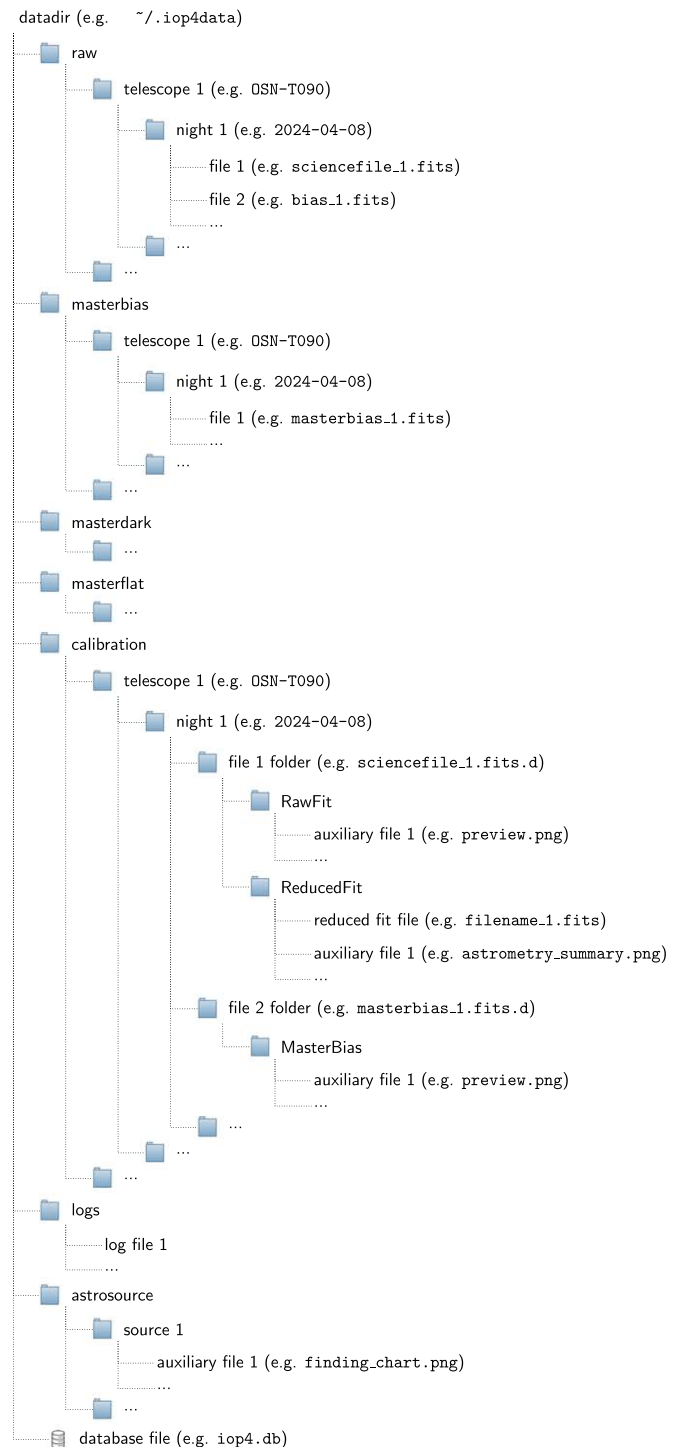 datadir (e.g. ~/.iop4data)
raw
telescope 1 (e.g. OSN-T090)
night 1 (e.g. 2024-04-08)
file 1 (e.g. sciencefile_1.fits)
file 2 (e.g. bias_1.fits)
...
...
...
masterbias
telescope 1 (e.g. OSN-T090)
night 1 (e.g. 2024-04-08)
file 1 (e.g. masterbias_1.fits)
...
...
...
masterdark
...
masterflat
...
calibration
telescope 1 (e.g. OSN-T090)
night 1 (e.g. 2024-04-08)
file 1 folder (e.g. sciencefile_1.fits.d)
RawFit
auxiliary file 1 (e.g. preview.png)
...
ReducedFit
reduced fit file (e.g. filename_1.fits)
auxiliary file 1 (e.g. astrometry_summary.png)
...
file 2 folder (e.g. masterbias_1.fits.d)
MasterBias
auxiliary file 1 (e.g. preview.png)
...
...
...
...
logs
log file 1
...
astrosource
source 1
auxiliary file 1 (e.g. finding_chart.png)
...
...
database file (e.g. iop4.db)